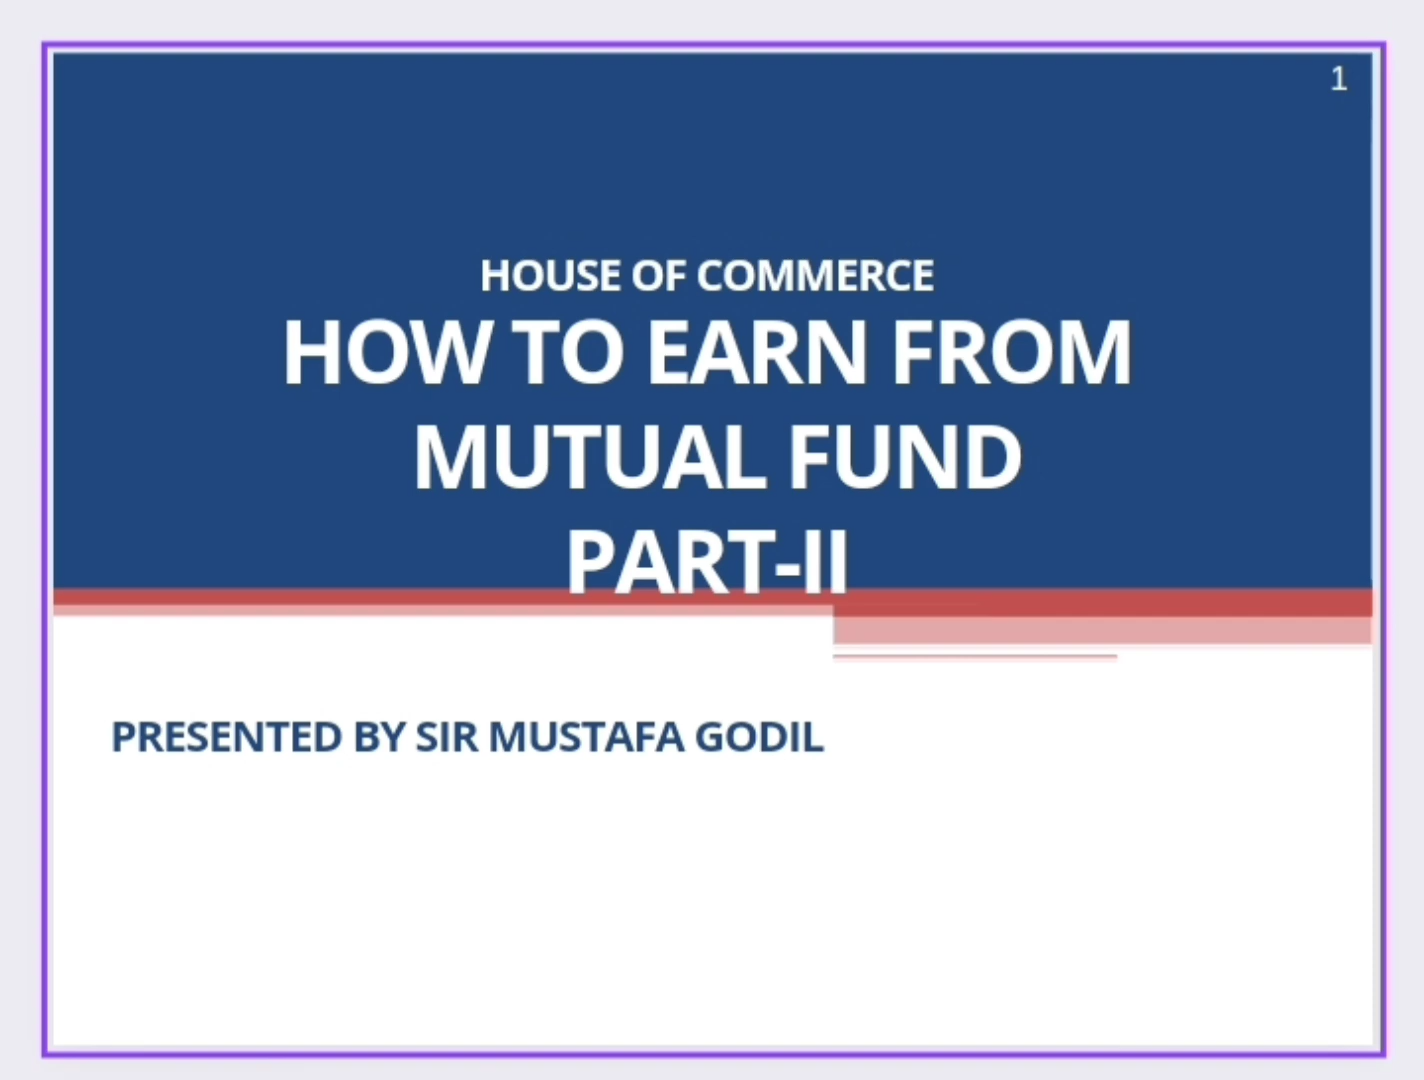 1
HOUSE OF COMMERCE
HOW TO EARN FROM
MUTUAL FUND
PART-II
PRESENTED BY SIR MUSTAFA GODIL